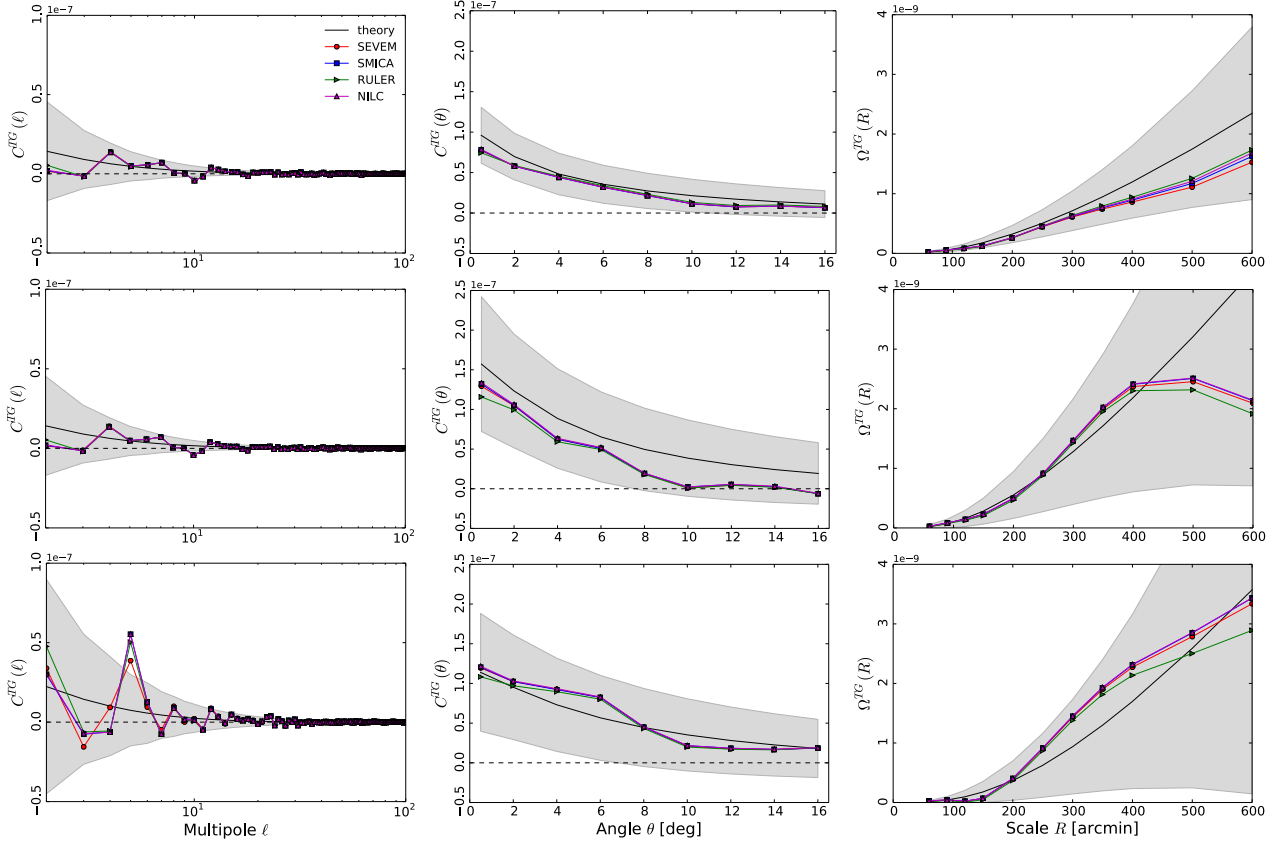 1e-7
1.0
0.5
0.0
−0.5
C^{TG}(ℓ)
10^1
10^2
theory
SEVEM
SMICA
RULER
NILC
1e-7
2.5
2.0
1.5
1.0
0.5
0.0
−0.5
C^{TG}(θ)
0 2 4 6 8 10 12 14 16
1e-9
4
3
2
1
0
Ω^{TG}(R)
0 100 200 300 400 500 600
1e-7
1.0
0.5
0.0
−0.5
C^{TG}(ℓ)
10^1
10^2
1e-7
2.5
2.0
1.5
1.0
0.5
0.0
−0.5
C^{TG}(θ)
0 2 4 6 8 10 12 14 16
1e-9
4
3
2
1
0
Ω^{TG}(R)
0 100 200 300 400 500 600
1e-7
1.0
0.5
0.0
−0.5
C^{TG}(ℓ)
10^1
10^2
Multipole ℓ
1e-7
2.5
2.0
1.5
1.0
0.5
0.0
−0.5
C^{TG}(θ)
0 2 4 6 8 10 12 14 16
Angle θ [deg]
1e-9
4
3
2
1
0
Ω^{TG}(R)
0 100 200 300 400 500 600
Scale R [arcmin]